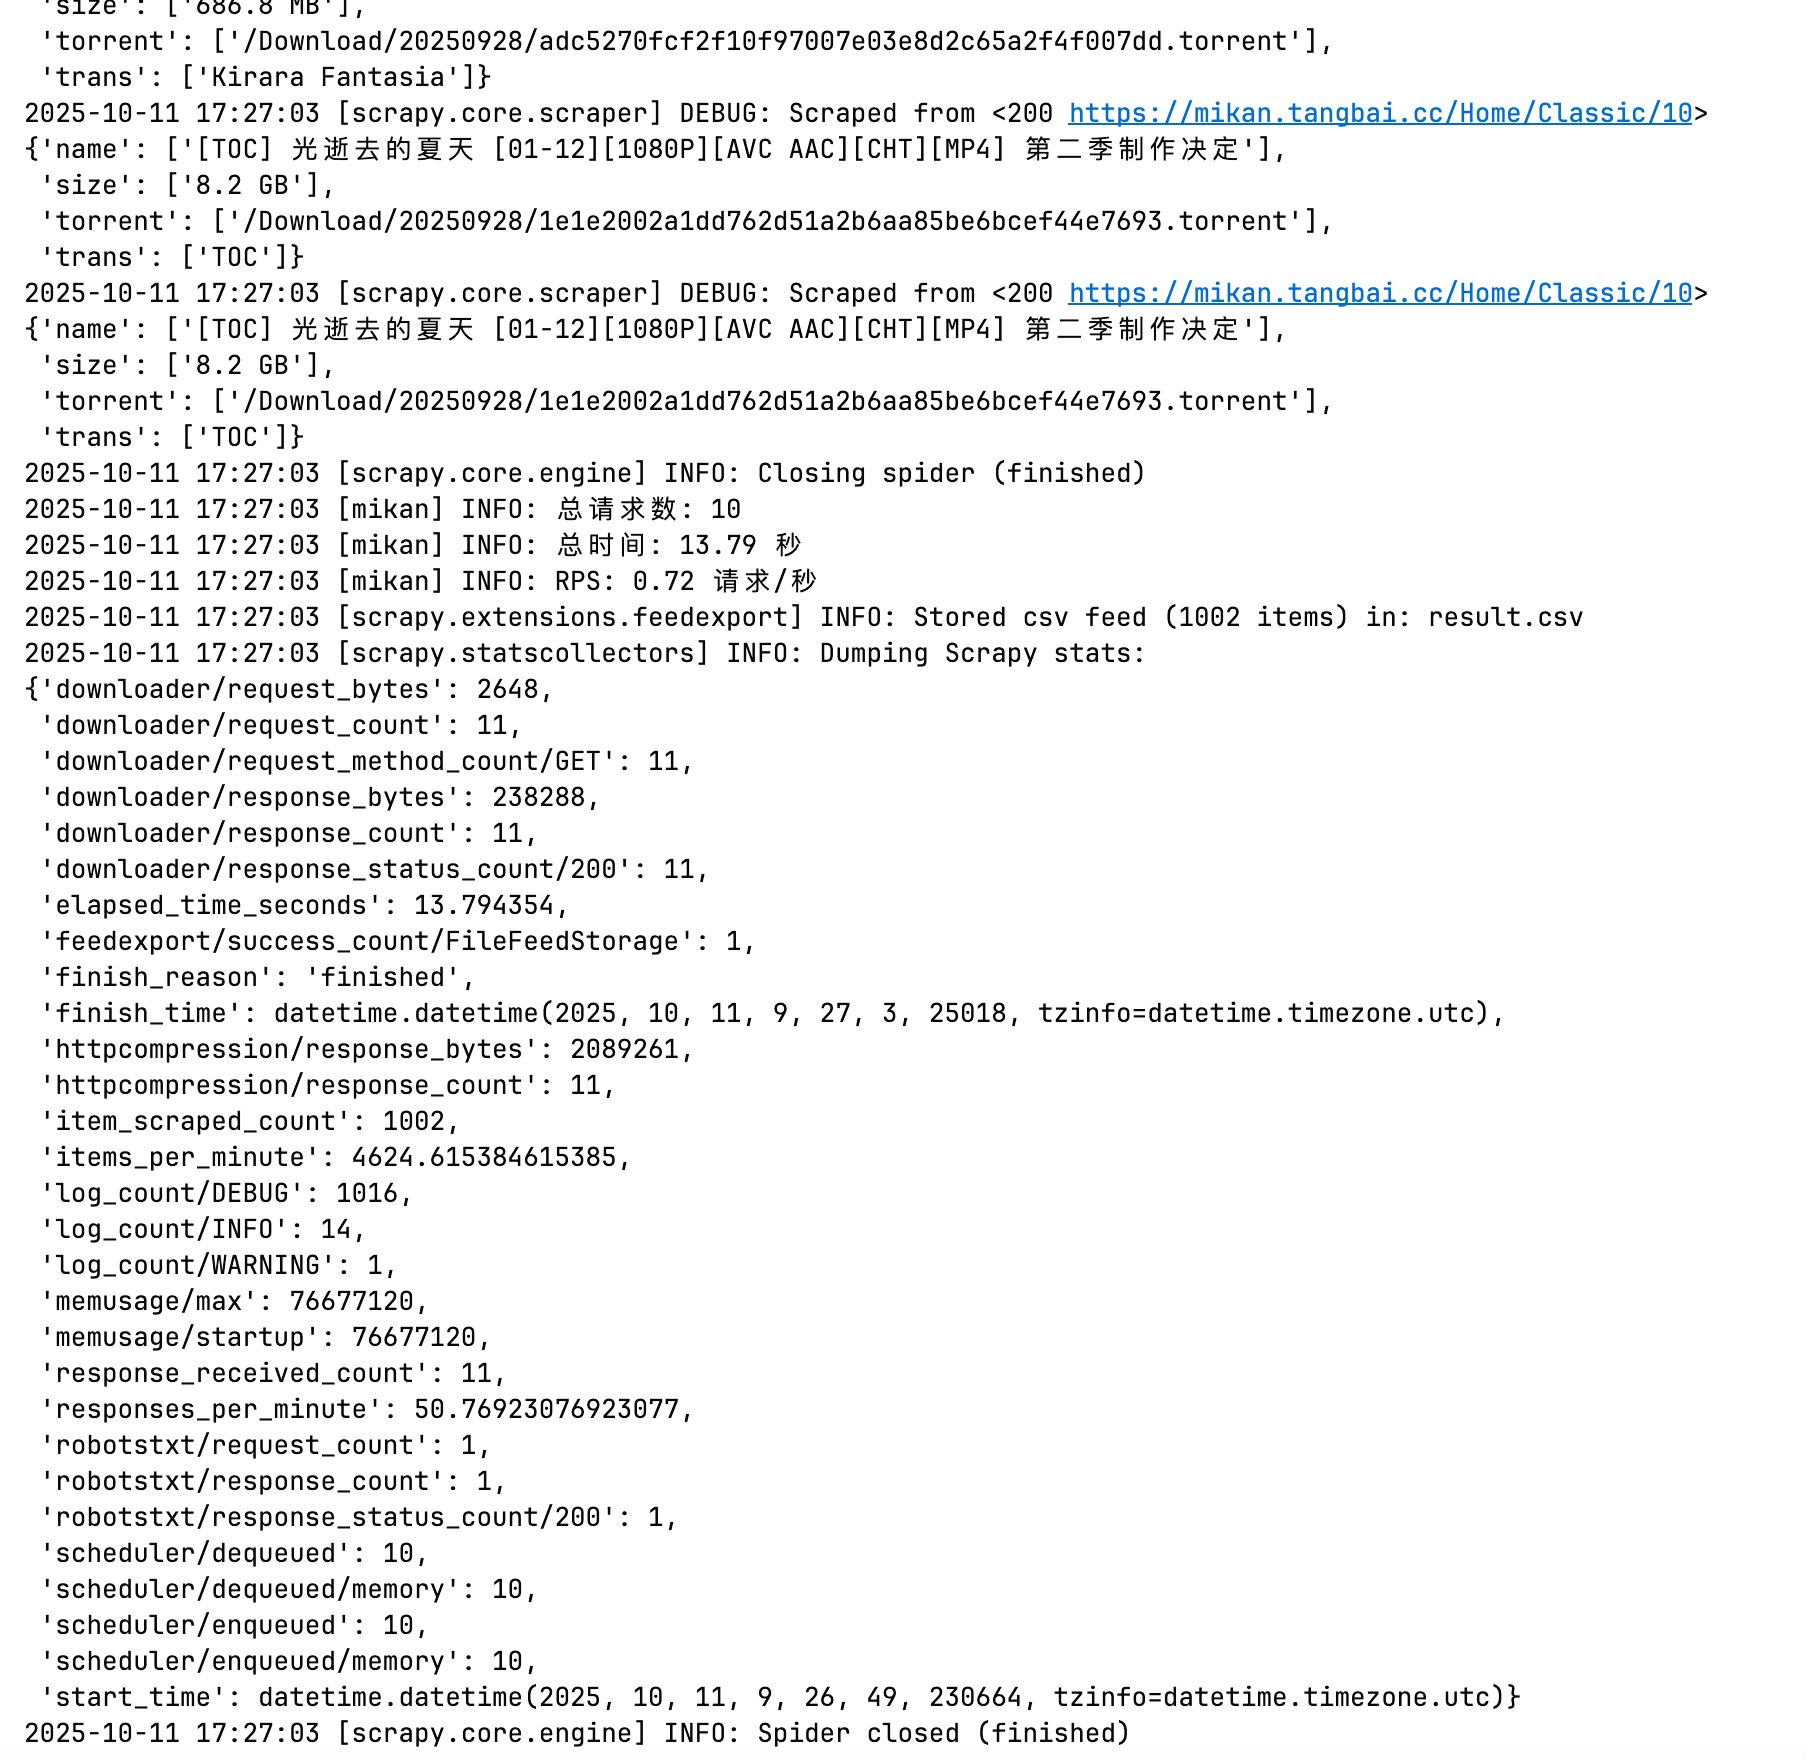 'size': ['686.8 MB'],
'torrent': ['/Download/20250928/adc5270fcf2f10f97007e03e8d2c65a2f4f007dd.torrent'],
'trans': ['Kirara Fantasia']}
2025-10-11 17:27:03 [scrapy.core.scraper] DEBUG: Scraped from <200 https://mikan.tangbai.cc/Home/Classic/10>
{'name': ['[TOC] 光逝去的夏天 [01-12][1080P][AVC AAC][CHT][MP4] 第二季制作决定'],
'size': ['8.2 GB'],
'torrent': ['/Download/20250928/1e1e2002a1dd762d51a2b6aa85be6bcef44e7693.torrent'],
'trans': ['TOC']}
2025-10-11 17:27:03 [scrapy.core.scraper] DEBUG: Scraped from <200 https://mikan.tangbai.cc/Home/Classic/10>
{'name': ['[TOC] 光逝去的夏天 [01-12][1080P][AVC AAC][CHT][MP4] 第二季制作决定'],
'size': ['8.2 GB'],
'torrent': ['/Download/20250928/1e1e2002a1dd762d51a2b6aa85be6bcef44e7693.torrent'],
'trans': ['TOC']}
2025-10-11 17:27:03 [scrapy.core.engine] INFO: Closing spider (finished)
2025-10-11 17:27:03 [mikan] INFO: 总请求数: 10
2025-10-11 17:27:03 [mikan] INFO: 总时间: 13.79 秒
2025-10-11 17:27:03 [mikan] INFO: RPS: 0.72 请求/秒
2025-10-11 17:27:03 [scrapy.extensions.feedexport] INFO: Stored csv feed (1002 items) in: result.csv
2025-10-11 17:27:03 [scrapy.statscollectors] INFO: Dumping Scrapy stats:
{'downloader/request_bytes': 2648,
'downloader/request_count': 11,
'downloader/request_method_count/GET': 11,
'downloader/response_bytes': 238288,
'downloader/response_count': 11,
'downloader/response_status_count/200': 11,
'elapsed_time_seconds': 13.794354,
'feedexport/success_count/FileFeedStorage': 1,
'finish_reason': 'finished',
'finish_time': datetime.datetime(2025, 10, 11, 9, 27, 3, 25018, tzinfo=datetime.timezone.utc),
'httpcompression/response_bytes': 2089261,
'httpcompression/response_count': 11,
'item_scraped_count': 1002,
'items_per_minute': 4624.615384615385,
'log_count/DEBUG': 1016,
'log_count/INFO': 14,
'log_count/WARNING': 1,
'memusage/max': 76677120,
'memusage/startup': 76677120,
'response_received_count': 11,
'responses_per_minute': 50.76923076923077,
'robotstxt/request_count': 1,
'robotstxt/response_count': 1,
'robotstxt/response_status_count/200': 1,
'scheduler/dequeued': 10,
'scheduler/dequeued/memory': 10,
'scheduler/enqueued': 10,
'scheduler/enqueued/memory': 10,
'start_time': datetime.datetime(2025, 10, 11, 9, 26, 49, 230664, tzinfo=datetime.timezone.utc)}
2025-10-11 17:27:03 [scrapy.core.engine] INFO: Spider closed (finished)